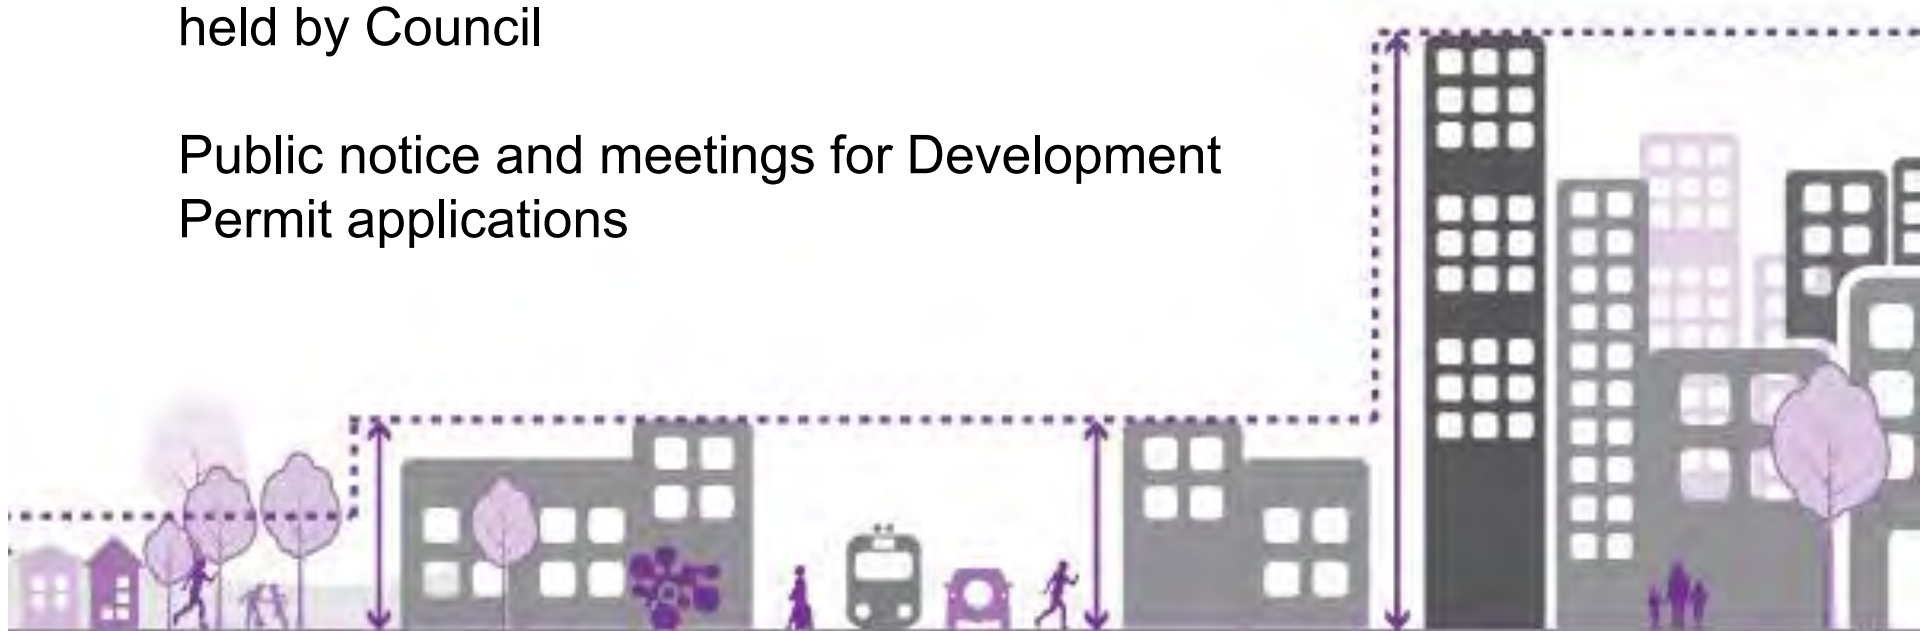 held by Council
Public notice and meetings for Development
Permit applications